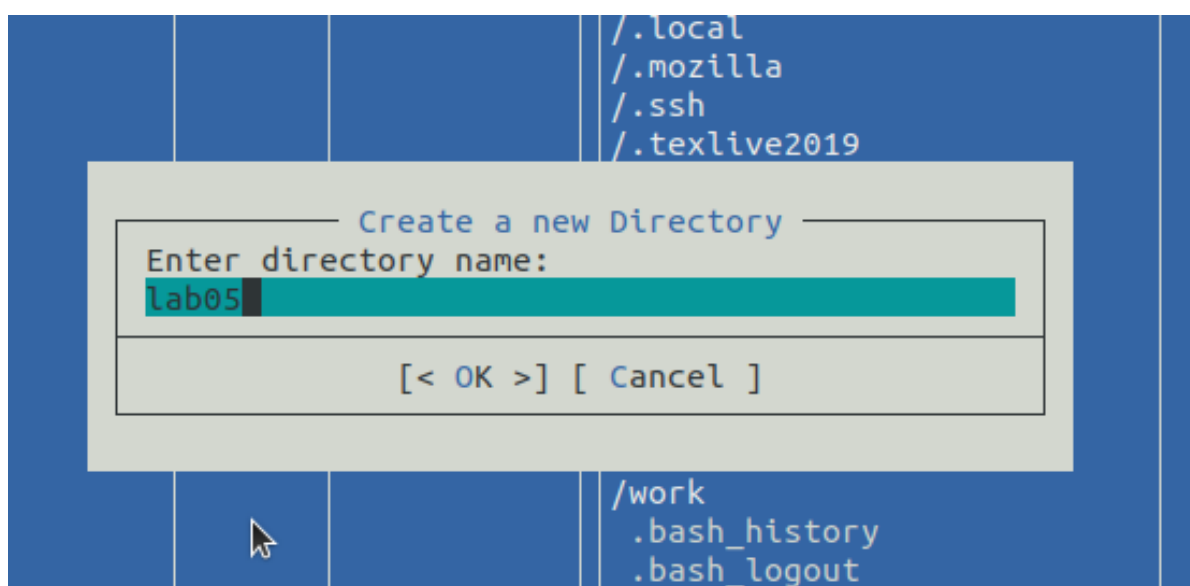 /.local
/.mozilla
/.ssh
/.texlive2019
Create a new Directory
Enter directory name:
lab05
[< OK >] [ Cancel ]
/work
.bash_history
.bash_logout